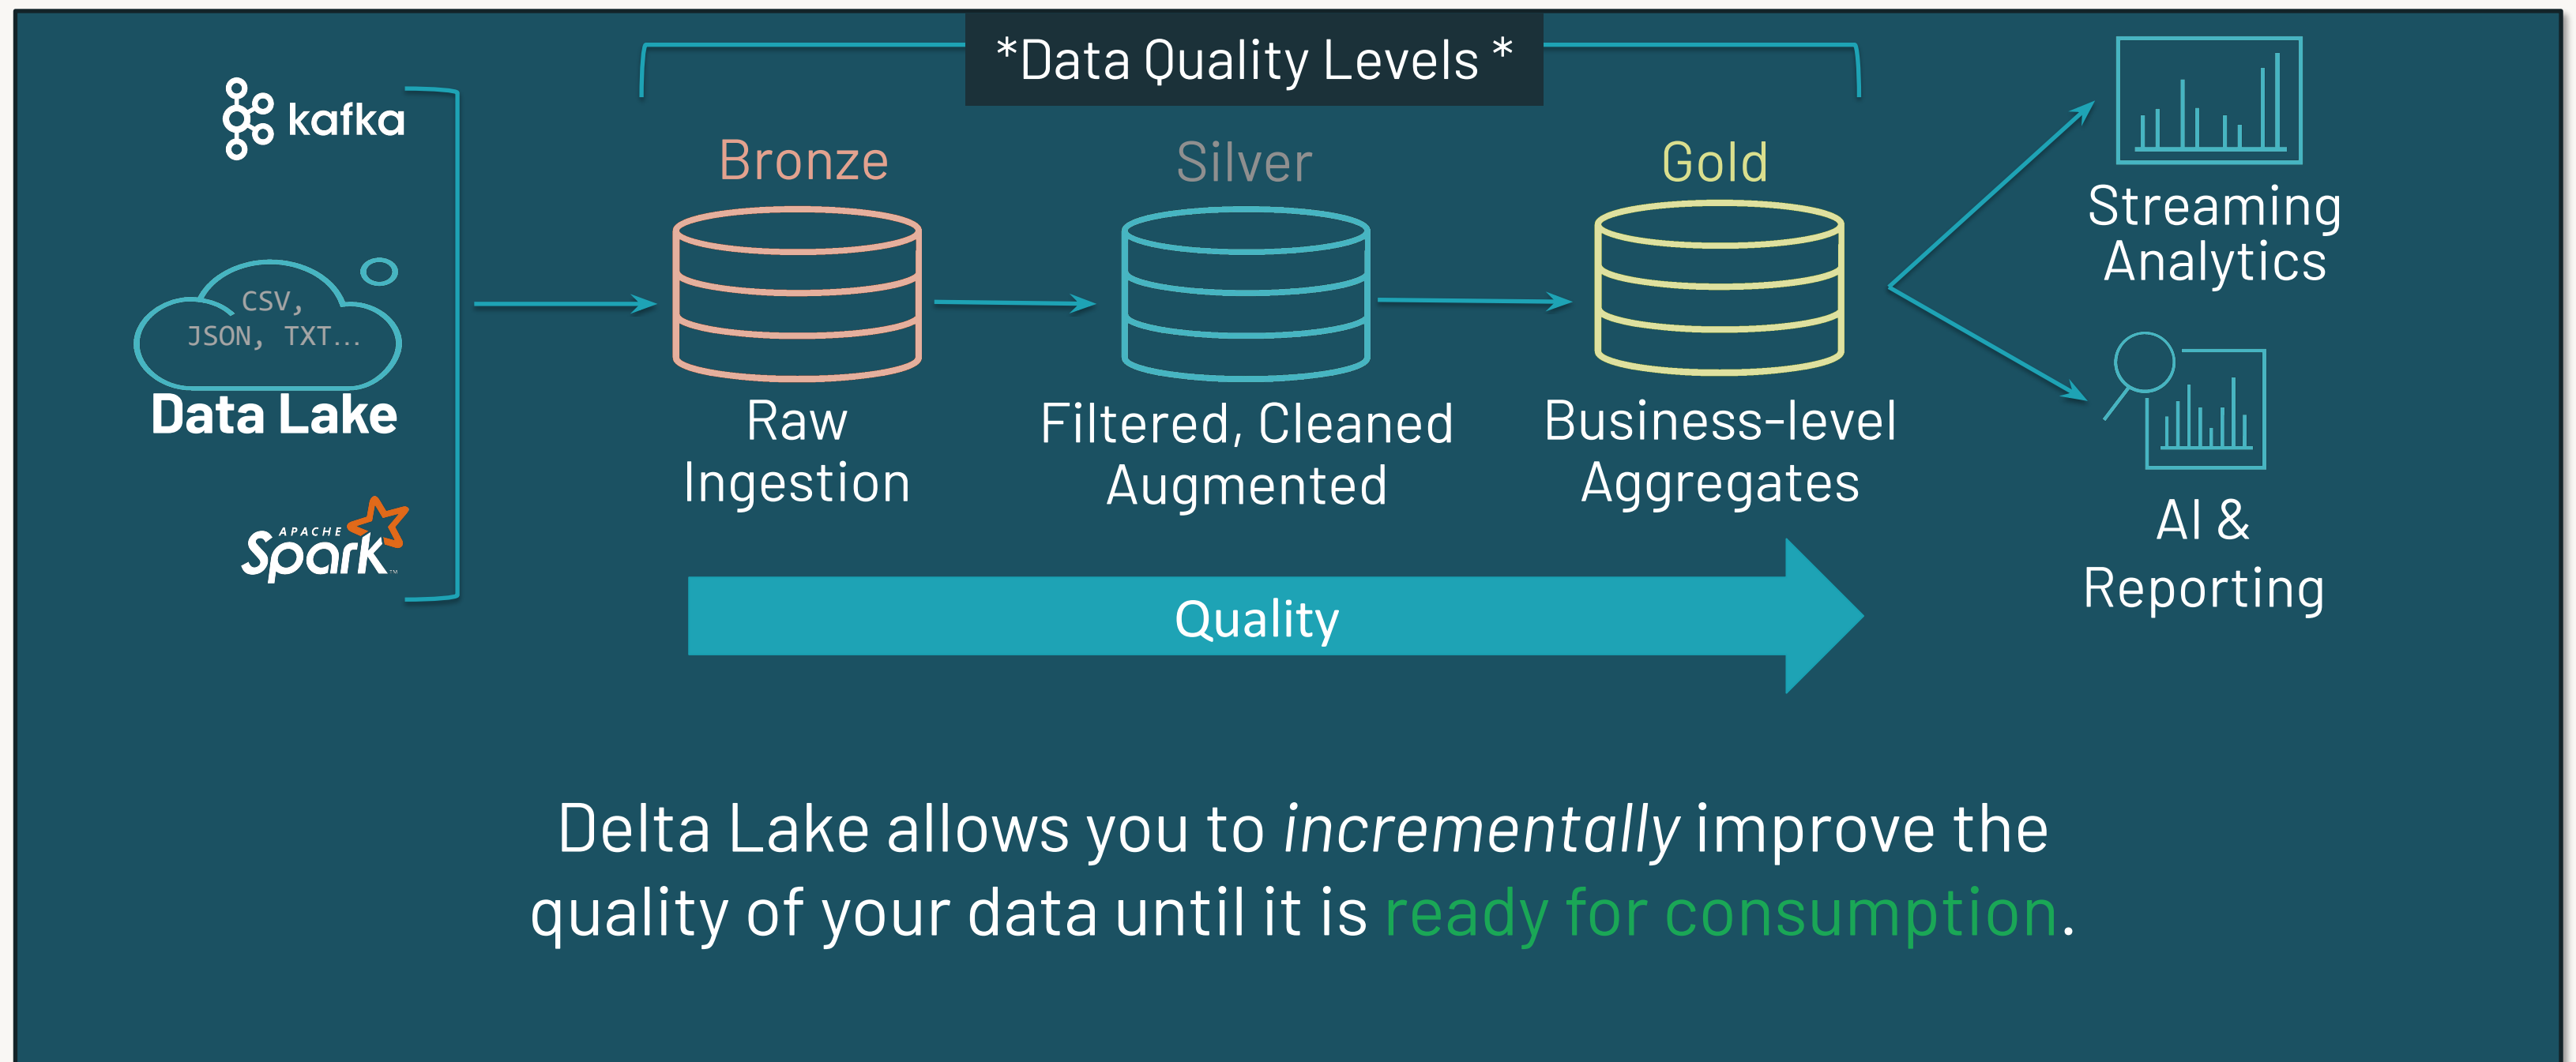 *Data Quality Levels *
kafka
CSV,
JSON, TXT...
Data Lake
APACHE
Spark™
Bronze
Raw
Ingestion
Silver
Filtered, Cleaned
Augmented
Gold
Business-level
Aggregates
Streaming
Analytics
AI &
Reporting
Quality
Delta Lake allows you to incrementally improve the
quality of your data until it is ready for consumption.